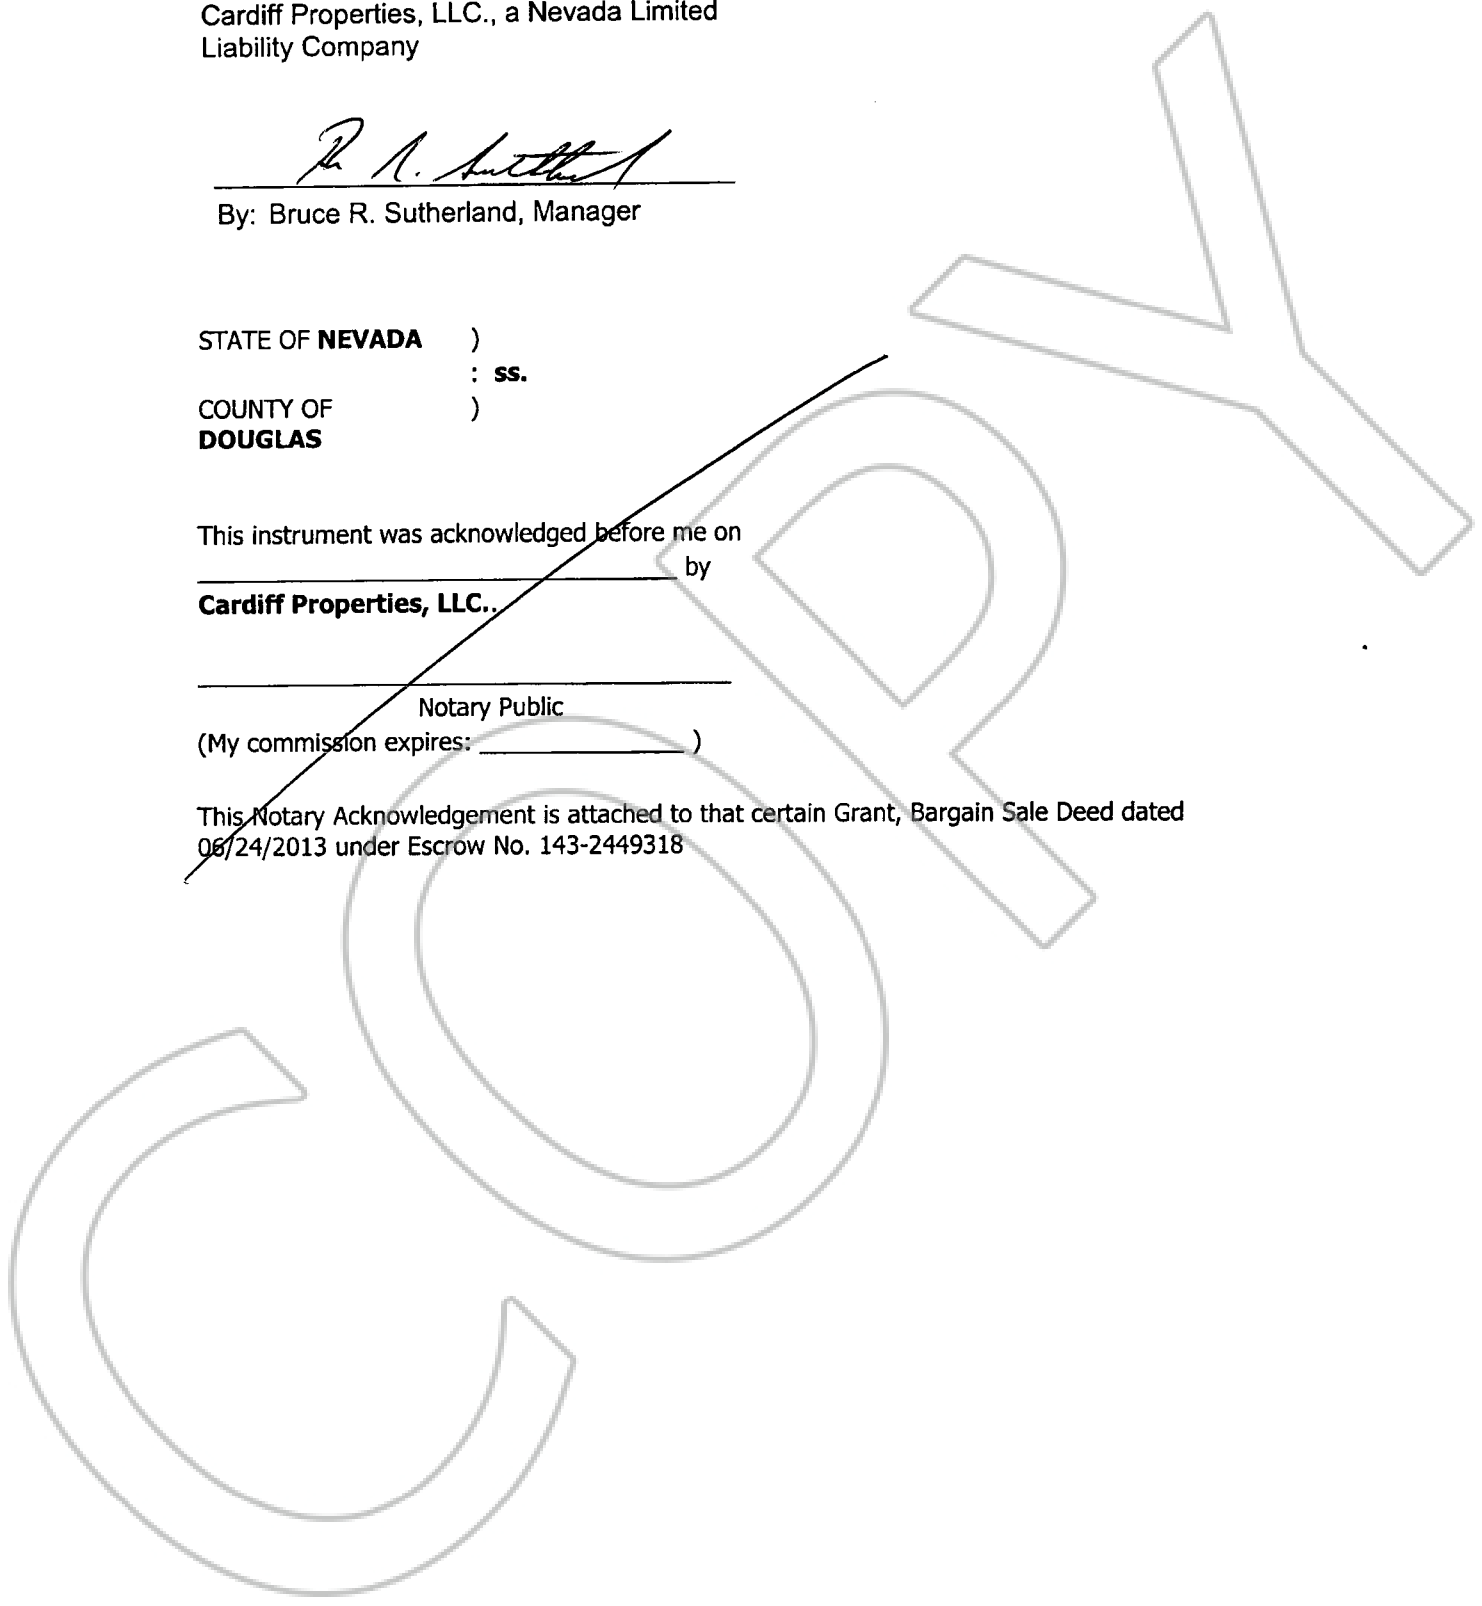 Cardiff Properties, LLC., a Nevada Limited
Liability Company
By: Bruce R. Sutherland, Manager
STATE OF NEVADA )
: ss.
COUNTY OF )
DOUGLAS
This instrument was acknowledged before me on
by
Cardiff Properties, LLC..
Notary Public
(My commission expires: )
This Notary Acknowledgement is attached to that certain Grant, Bargain Sale Deed dated
06/24/2013 under Escrow No. 143-2449318
COPY